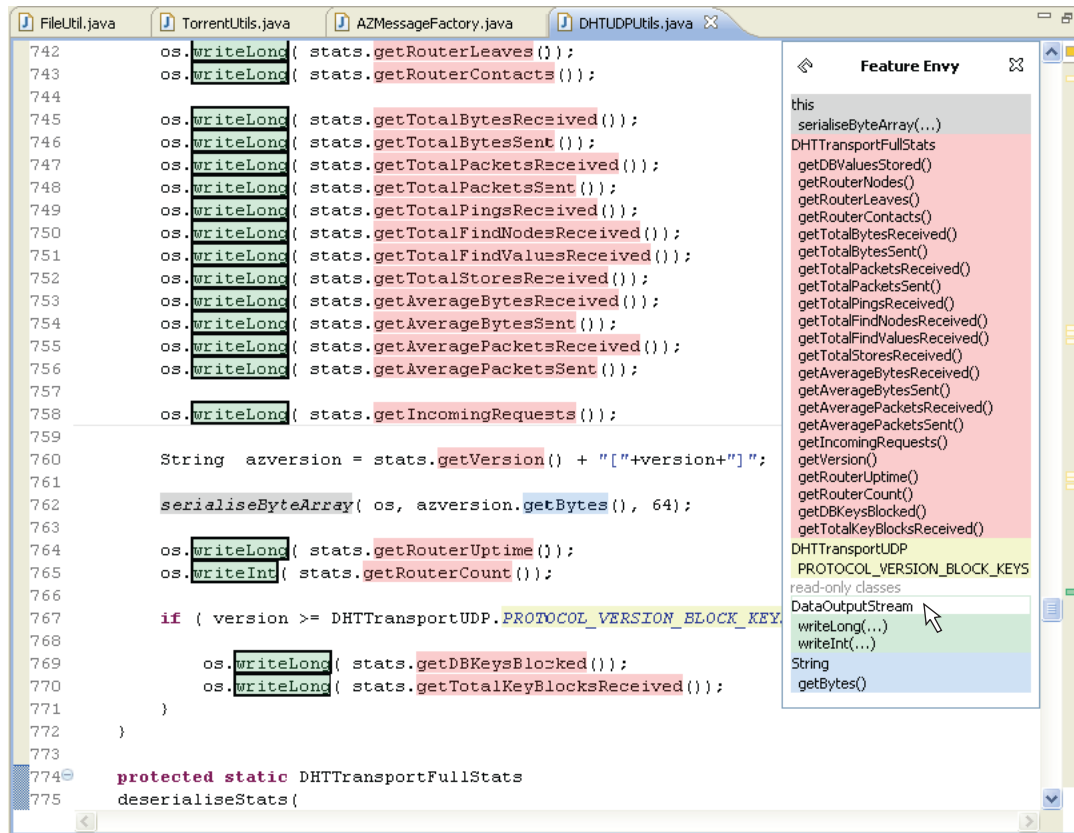 FileUtil.java TorrentUtils.java AZMessageFactory.java DHTUDPUtils.java
742 os.writeLong( stats.getRouterLeaves());
743 os.writeLong( stats.getRouterContacts());
744
745 os.writeLong( stats.getTotalBytesReceived());
746 os.writeLong( stats.getTotalBytesSent());
747 os.writeLong( stats.getTotalPacketsReceived());
748 os.writeLong( stats.getTotalPacketsSent());
749 os.writeLong( stats.getTotalPingsReceived());
750 os.writeLong( stats.getTotalFindNodesReceived());
751 os.writeLong( stats.getTotalFindValuesReceived());
752 os.writeLong( stats.getTotalStoresReceived());
753 os.writeLong( stats.getAverageBytesReceived());
754 os.writeLong( stats.getAverageBytesSent());
755 os.writeLong( stats.getAveragePacketsReceived());
756 os.writeLong( stats.getAveragePacketsSent());
757
758 os.writeLong( stats.getIncomingRequests());
759
760 String azversion = stats.getVersion() + "["+version+"]";
761
762 serialiseByteArray( os, azversion.getBytes(), 64);
763
764 os.writeLong( stats.getRouterUptime());
765 os.writeInt( stats.getRouterCount());
766
767 if ( version >= DHTTransportUDP.PROTOCOL_VERSION_BLOCK_KEY
768
769 os.writeLong( stats.getDBKeysBlocked());
770 os.writeLong( stats.getTotalKeyBlocksReceived());
771 }
772 }
773
774 protected static DHTTransportFullStats
775 deserialiseStats(
Feature Envy
this
serialiseByteArray(...)
DHTTransportFullStats
getDBValuesStored()
getRouterNodes()
getRouterLeaves()
getRouterContacts()
getTotalBytesReceived()
getTotalBytesSent()
getTotalPacketsReceived()
getTotalPacketsSent()
getTotalPingsReceived()
getTotalFindNodesReceived()
getTotalFindValuesReceived()
getTotalStoresReceived()
getAverageBytesReceived()
getAverageBytesSent()
getAveragePacketsReceived()
getAveragePacketsSent()
getIncomingRequests()
getVersion()
getRouterUptime()
getRouterCount()
getDBKeysBlocked()
getTotalKeyBlocksReceived()
DHTTransportUDP
PROTOCOL_VERSION_BLOCK_KEYS
read-only classes
DataOutputStream
writeLong(...)
writeInt(...)
String
getBytes()